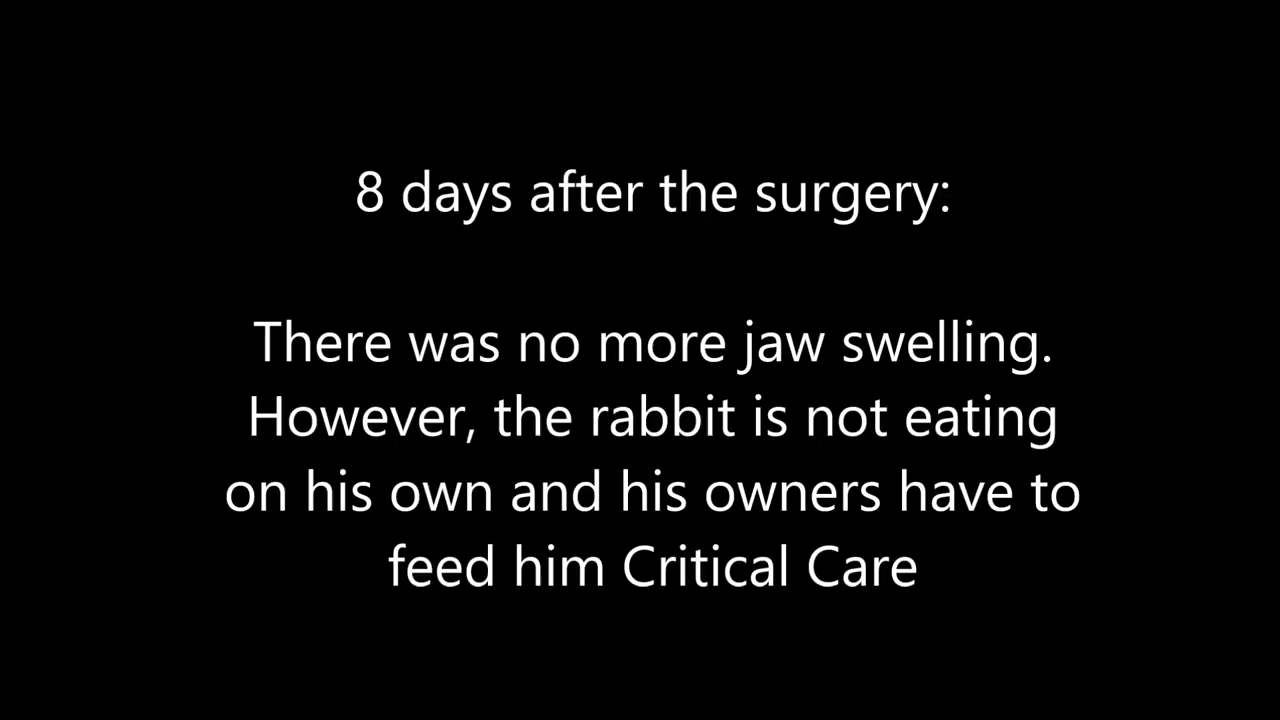 8 days after the surgery:
There was no more jaw swelling.
However, the rabbit is not eating
on his own and his owners have to
feed him Critical Care